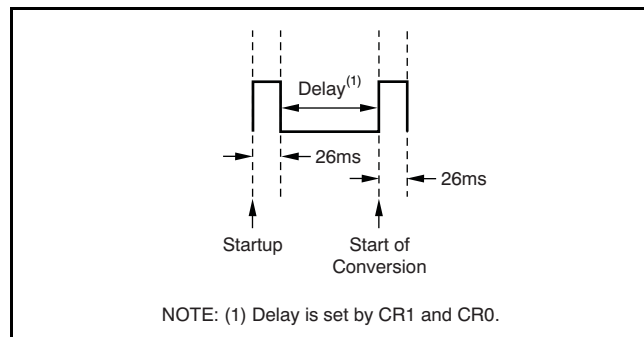 Delay(1)
26ms
26ms
Startup
Start of
Conversion
NOTE: (1) Delay is set by CR1 and CR0.